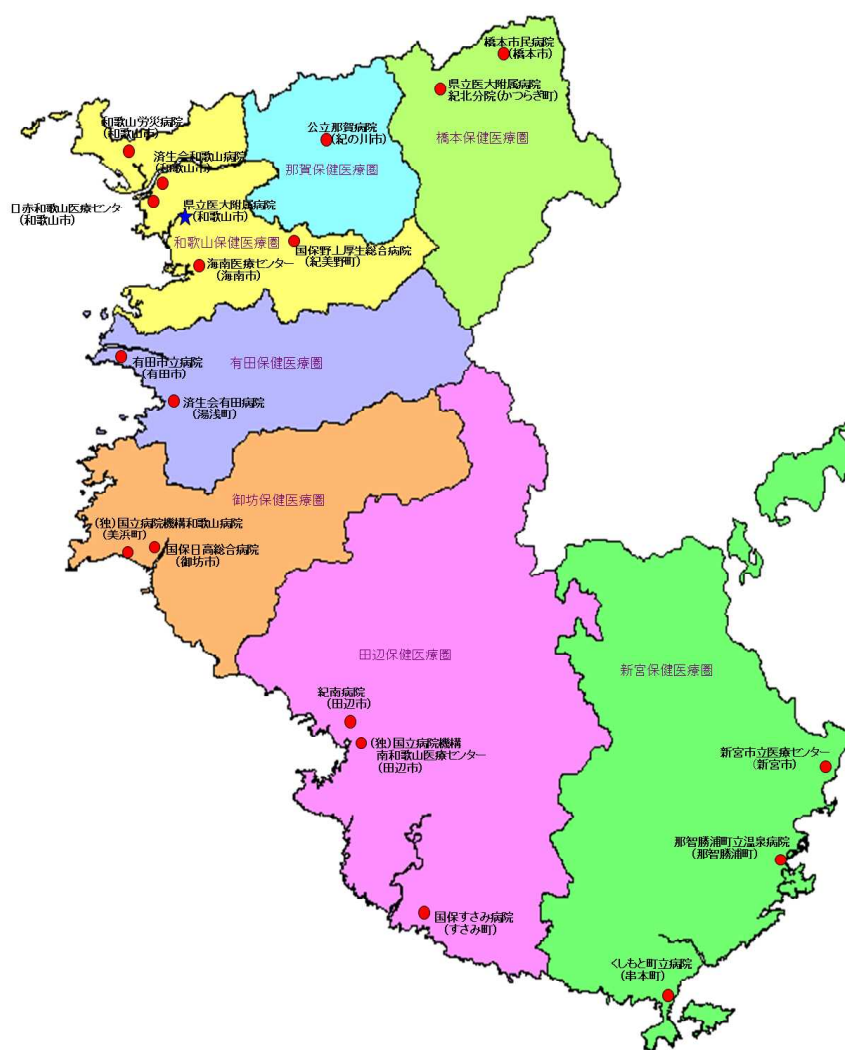 橋本市民病院
(橋本市)
県立医大附属病院
紀北分院(かつらぎ町)
橋本保健医療圏
和歌山労災病院
(和歌山市)
公立那賀病院
(紀の川市)
済生会和歌山病院
(和歌山市)
那賀保健医療圏
日赤和歌山医療センタ
(和歌山市)
県立医大附属病院
(和歌山市)
和歌山保健医療圏
国保野上厚生総合病院
(紀美野町)
海南医療センター
(海南市)
有田市立病院
(有田市)
有田保健医療圏
済生会有田病院
(湯浅町)
御坊保健医療圏
(独)国立病院機構和歌山病院
(美浜町)
国保日高総合病院
(御坊市)
田辺保健医療圏
新宮保健医療圏
紀南病院
(田辺市)
(独)国立病院機構
南和歌山医療センター
(田辺市)
新宮市立医療センター
(新宮市)
那智勝浦町立温泉病院
(那智勝浦町)
国保すさみ病院
(すさみ町)
くしもと町立病院
(串本町)